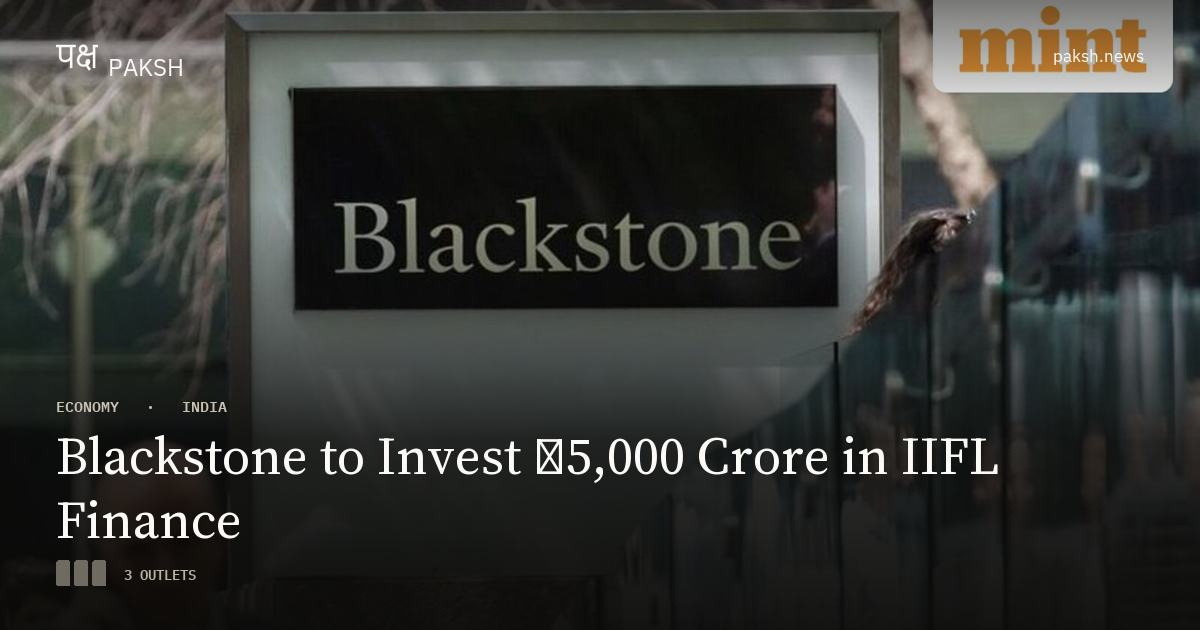 पक्ष PAKSH
mint
paksh.news
Blackstone
ECONOMY · INDIA
Blackstone to Invest 5,000 Crore in IIFL
Finance
3 OUTLETS